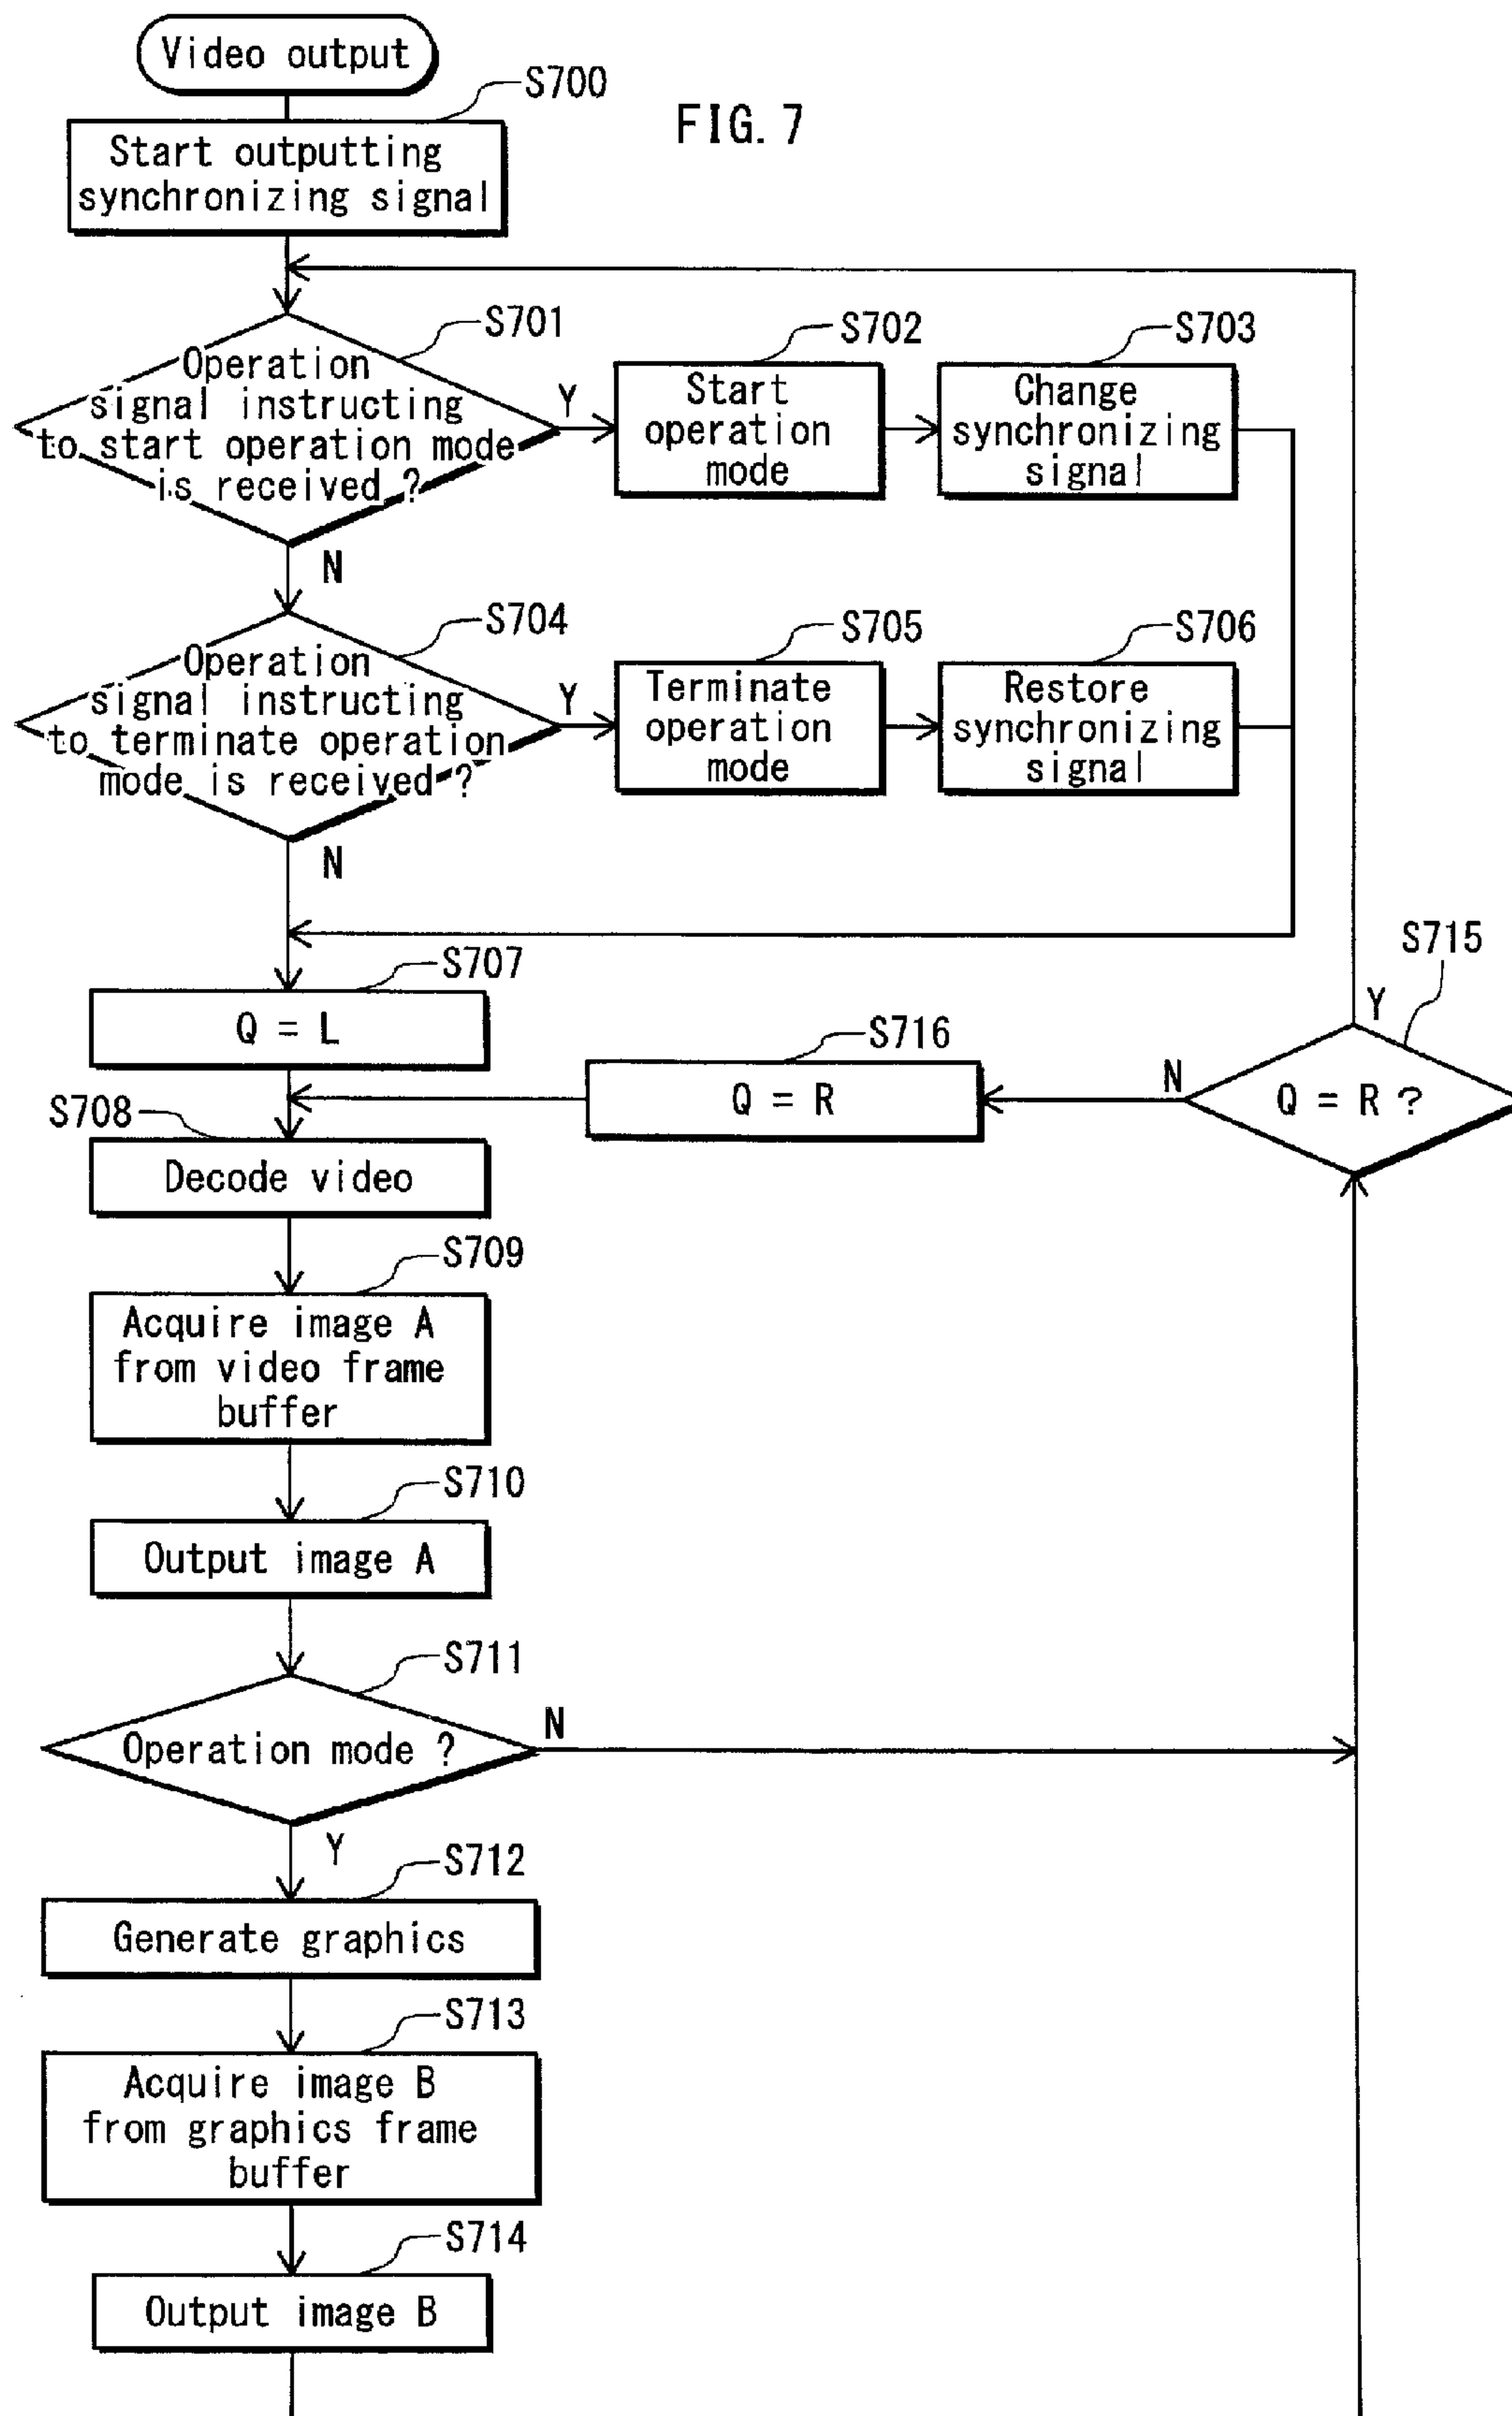 Video output
S700
FIG. 7
Start outputting
synchronizing signal
S701
Operation
signal instructing
to start operation mode
is received ?
Y
N
S702
Start
operation
mode
S703
Change
synchronizing
signal
S704
Operation
signal instructing
to terminate operation
mode is received ?
Y
N
S705
Terminate
operation
mode
S706
Restore
synchronizing
signal
S707
Q = L
S715
Y
Q = R ?
N
S716
Q = R
S708
Decode video
S709
Acquire image A
from video frame
buffer
S710
Output image A
S711
Operation mode ?
N
Y
S712
Generate graphics
S713
Acquire image B
from graphics frame
buffer
S714
Output image B